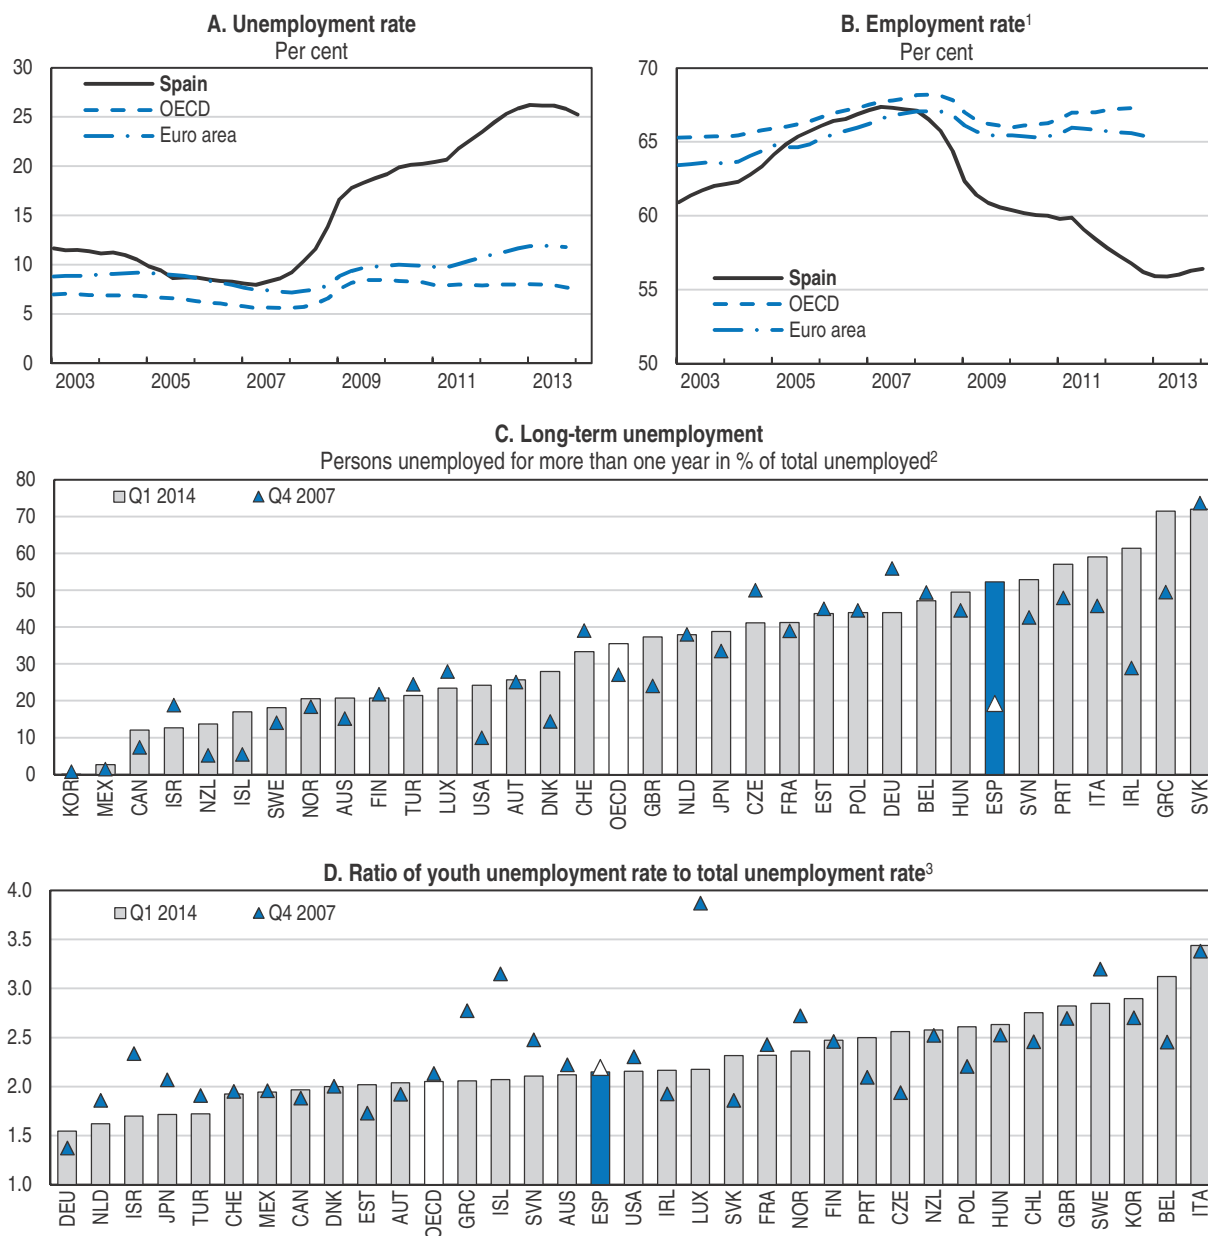 A. Unemployment rate
Per cent
30
25
20
15
10
5
0
Spain
OECD
Euro area
2003 2005 2007 2009 2011 2013
B. Employment rate¹
Per cent
70
65
60
55
50
Spain
OECD
Euro area
2003 2005 2007 2009 2011 2013
C. Long-term unemployment
Persons unemployed for more than one year in % of total unemployed²
80
70
60
50
40
30
20
10
0
Q1 2014 Q4 2007
KOR MEX CAN ISR NZL ISL SWE NOR AUS FIN TUR LUX USA AUT DNK CHE OECD GBR NLD JPN CZE FRA EST POL DEU BEL HUN ESP SVN PRT ITA IRL GRC SVK
D. Ratio of youth unemployment rate to total unemployment rate³
4.0
3.5
3.0
2.5
2.0
1.5
1.0
Q1 2014 Q4 2007
DEU NLD ISR JPN TUR CHE MEX CAN DNK EST AUT OECD GRC ISL SVN AUS ESP USA IRL LUX SVK FRA NOR FIN PRT CZE NZL POL HUN CHL GBR SWE KOR BEL ITA